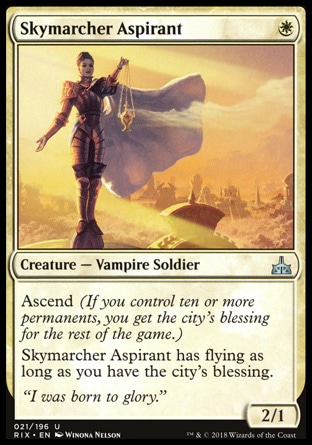 Skymarcher Aspirant
Creature — Vampire Soldier
Ascend (If you control ten or more
permanents, you get the city's blessing
for the rest of the game.)
Skymarcher Aspirant has flying as
long as you have the city's blessing.
"I was born to glory."
2/1
021/196 U
RIX • EN Winona Nelson
™ & © 2018 Wizards of the Coast